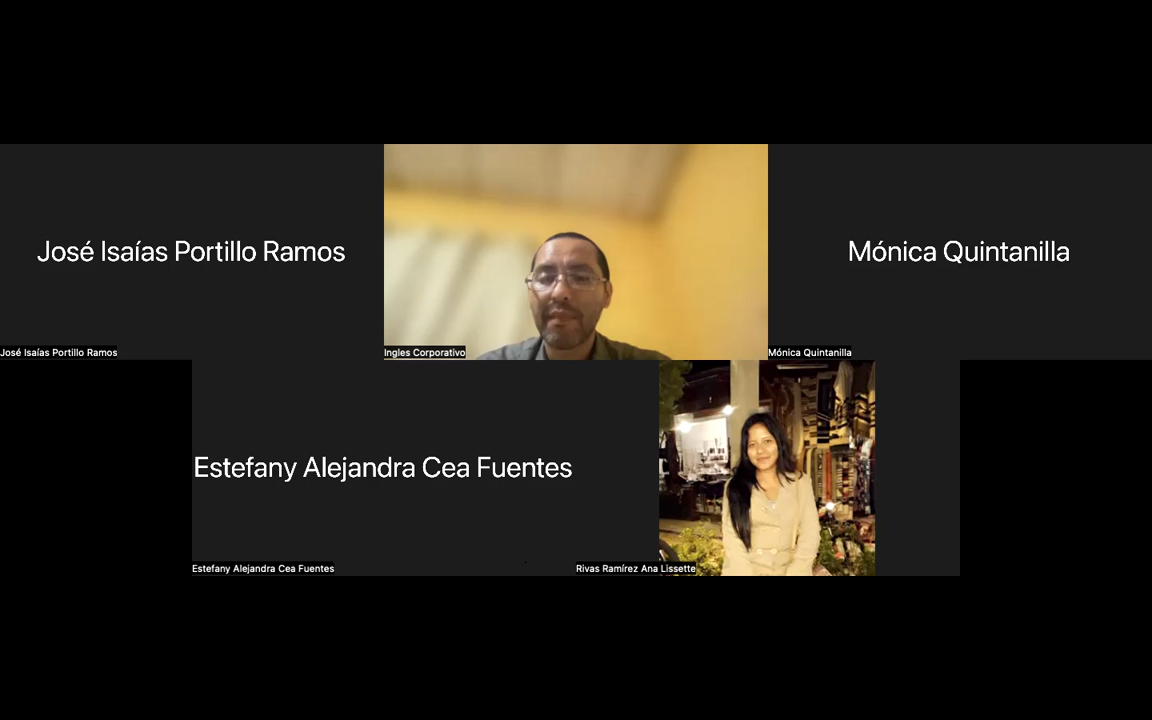 José Isaías Portillo Ramos
Mónica Quintanilla
José Isaías Portillo Ramos
Ingles Corporativo
Mónica Quintanilla
Estefany Alejandra Cea Fuentes
Estefany Alejandra Cea Fuentes
Rivas Ramírez Ana Lissette